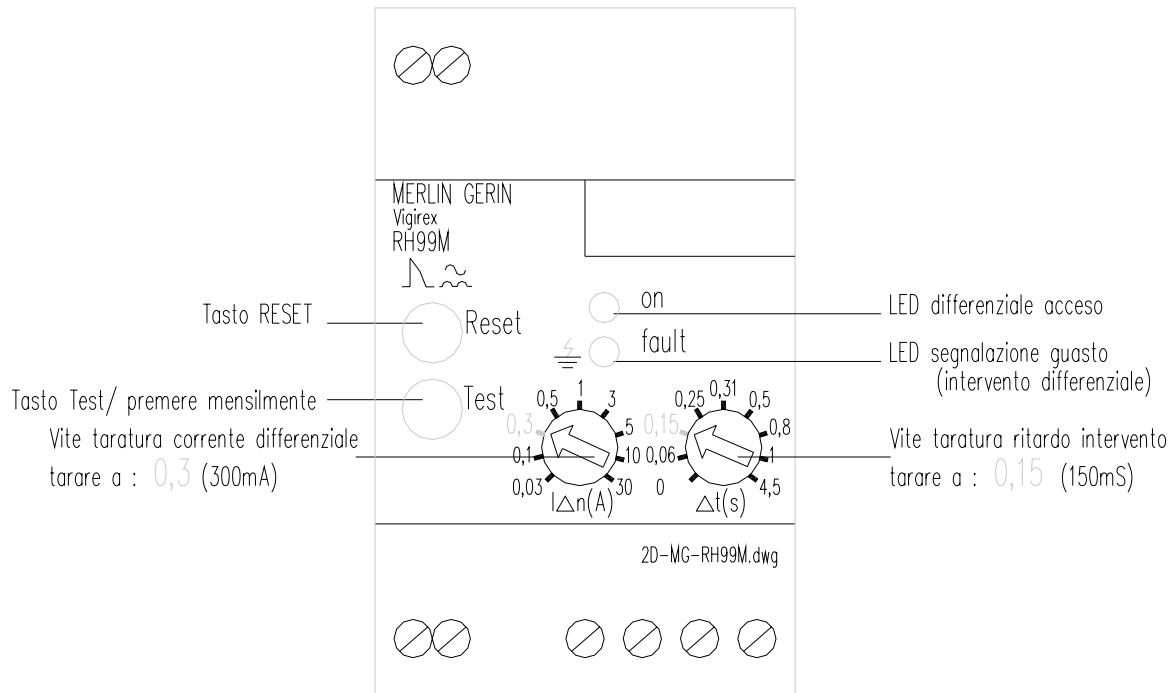 MERLIN GERIN
Vigirex
RH99M
Tasto RESET
Reset
on
LED differenziale acceso
fault
LED segnalazione guasto
(intervento differenziale)
Tasto Test/ premere mensilmente
Test
Vite taratura corrente differenziale
tarare a : 0,3 (300mA)
0,03
0,1
0,3
0,5
1
3
5
10
30
I△n(A)
0
0,06
0,15
0,25
0,31
0,5
0,8
1
4,5
△t(s)
Vite taratura ritardo intervento
tarare a : 0,15 (150mS)
2D-MG-RH99M.dwg